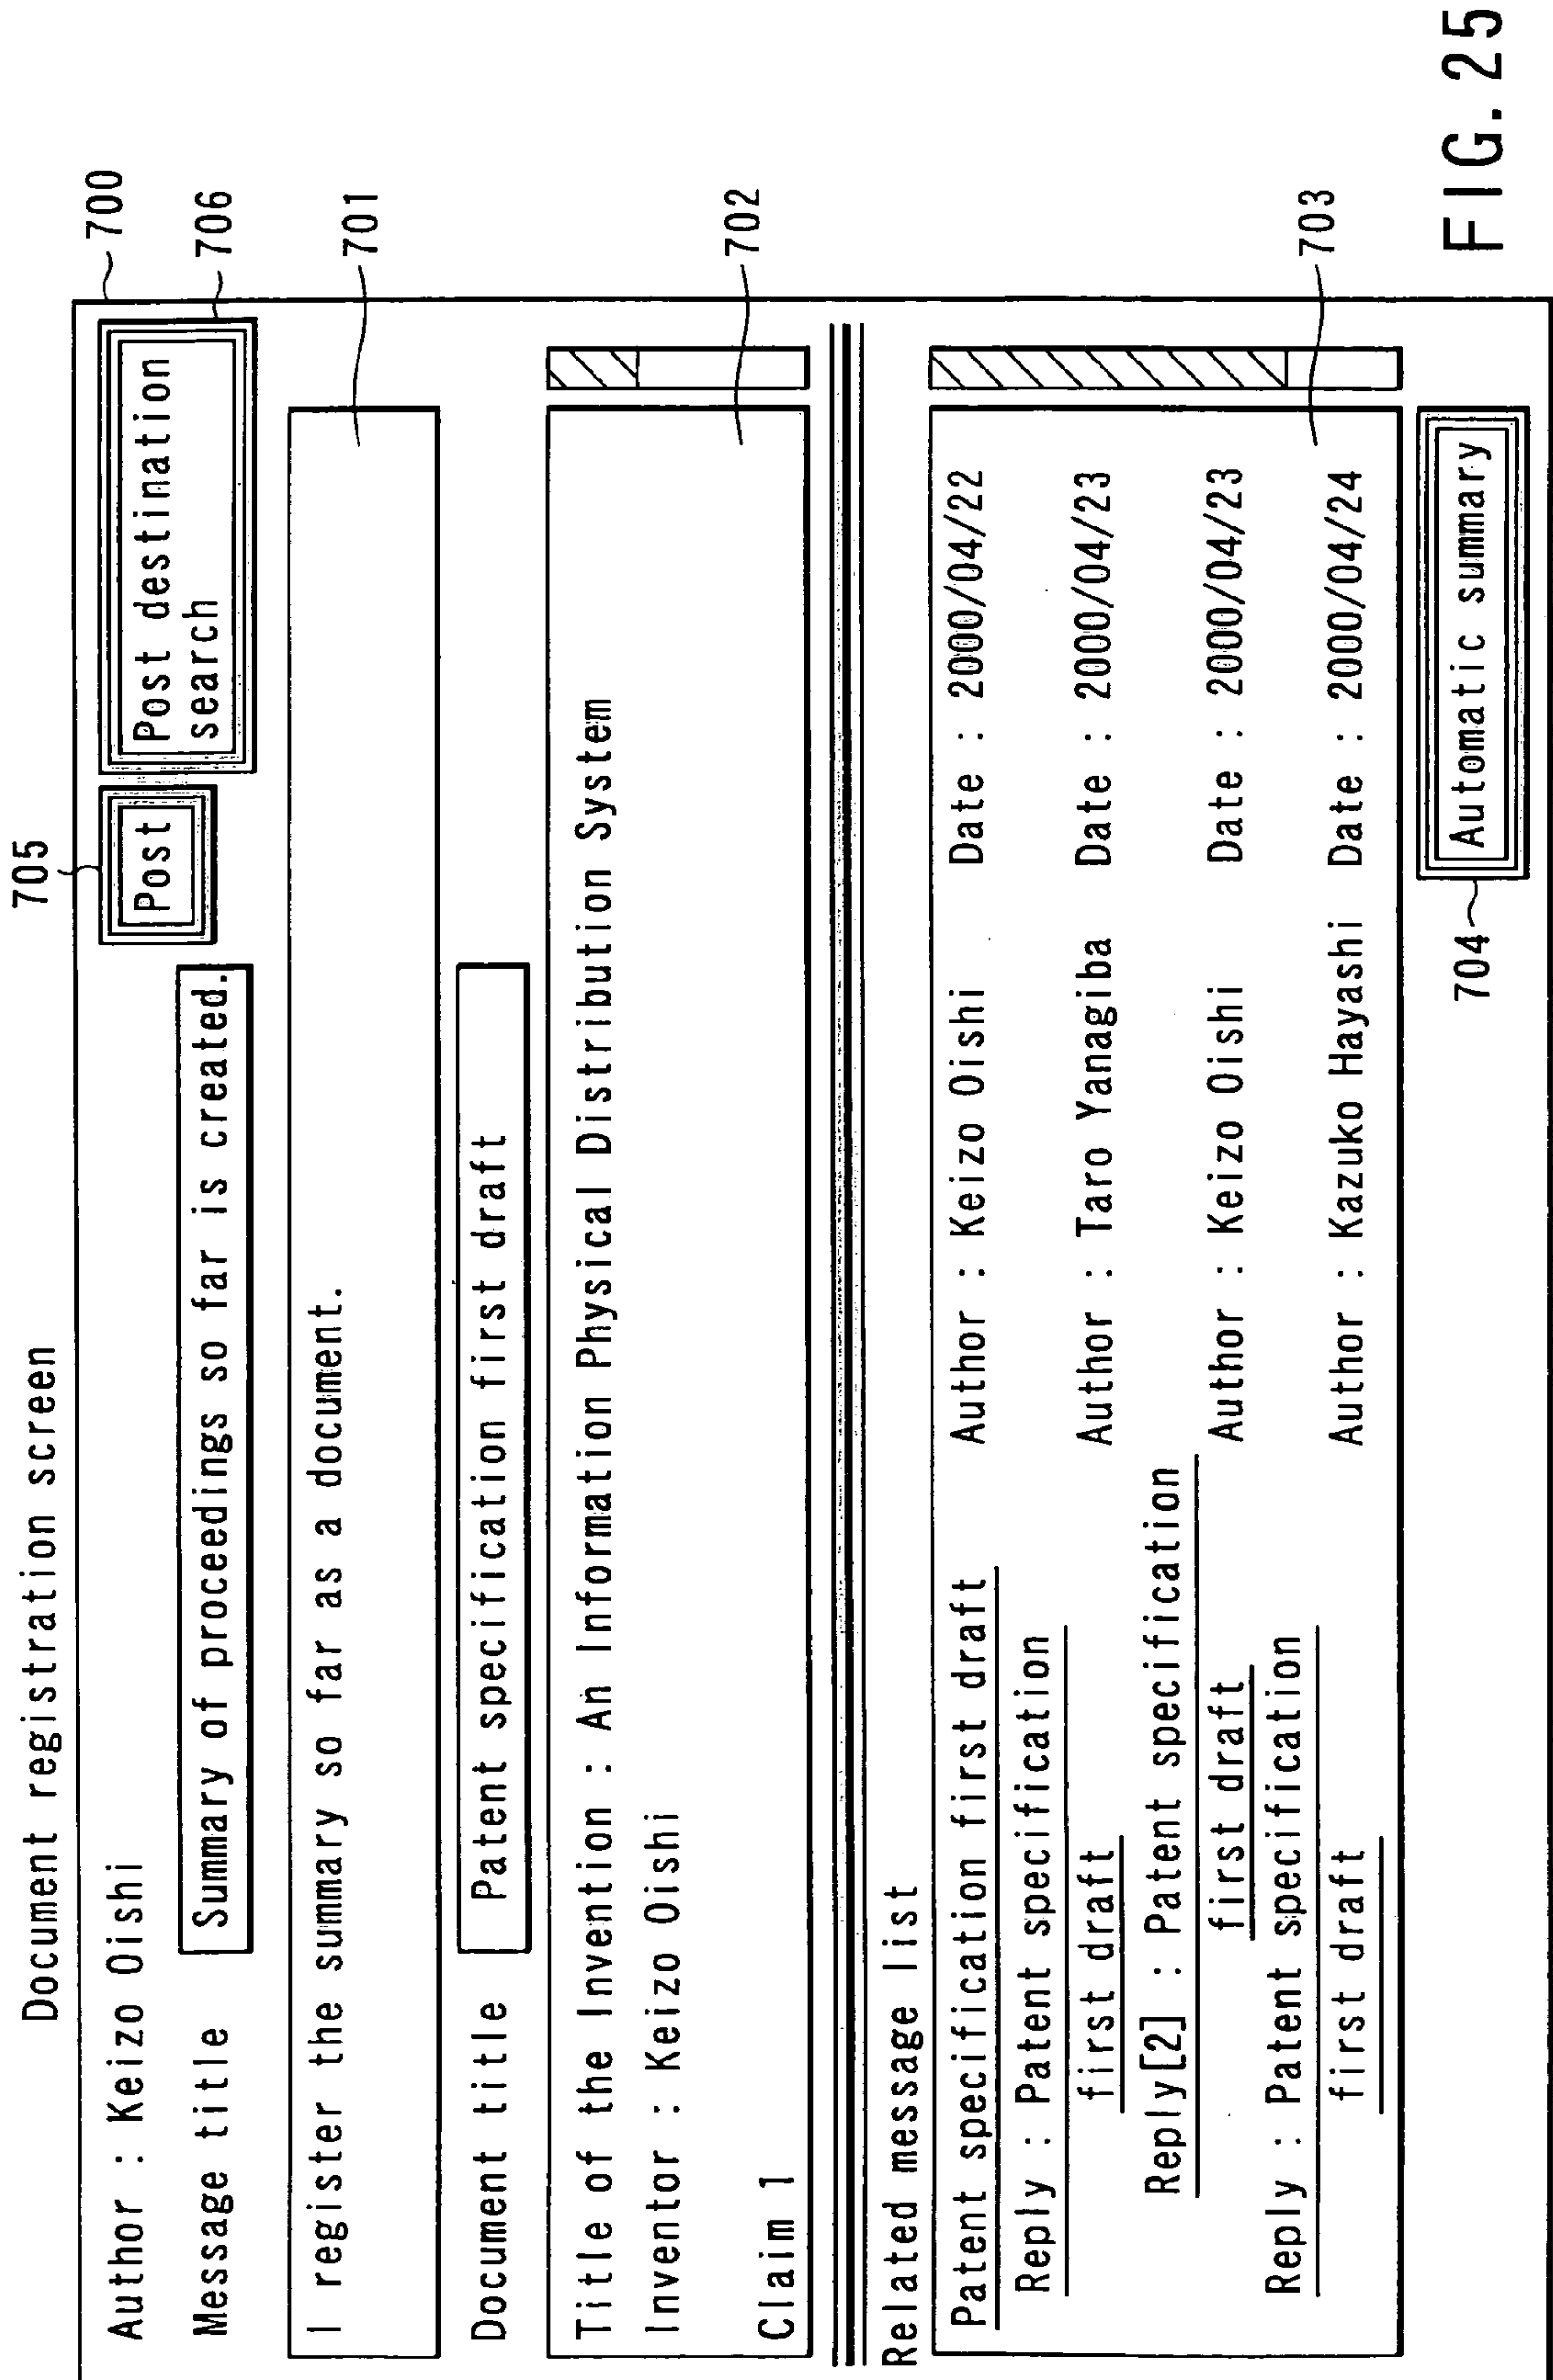 Document registration screen
705
700
Author : Keizo Oishi
Post
Post destination
search
706
Message title
Summary of proceedings so far is created.
I register the summary so far as a document.
701
Document title
Patent specification first draft
Title of the Invention : An Information Physical Distribution System
Inventor : Keizo Oishi
Claim 1
702
Related message list
Patent specification first draft Author : Keizo Oishi Date : 2000/04/22
Reply : Patent specification
first draft Author : Taro Yanagiba Date : 2000/04/23
Reply[2] : Patent specification
first draft Author : Keizo Oishi Date : 2000/04/23
Reply : Patent specification
first draft Author : Kazuko Hayashi Date : 2000/04/24
703
704
Automatic summary
FIG. 25